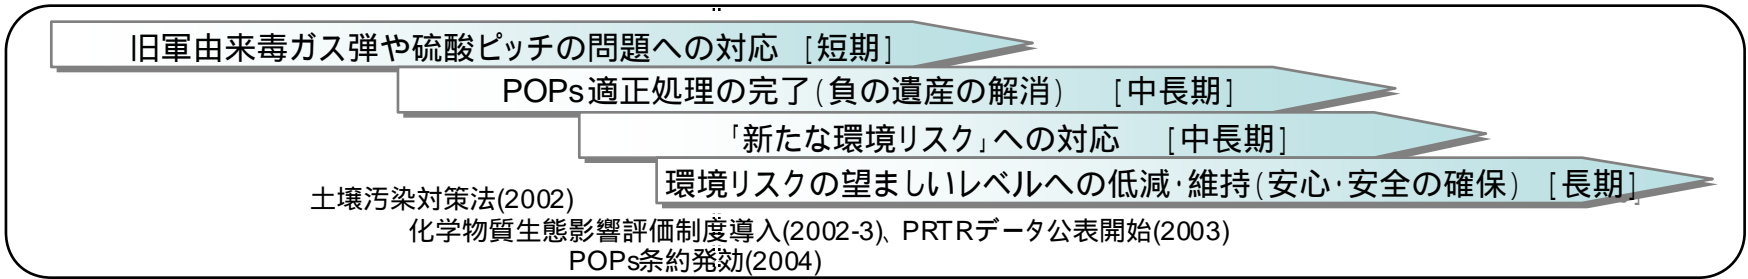 旧軍由来毒ガス弾や硫酸ピッチの問題への対応 [短期]
POPs適正処理の完了(負の遺産の解消) [中長期]
｢新たな環境リスク｣への対応 [中長期]
環境リスクの望ましいレベルへの低減･維持(安心･安全の確保) [長期]
土壌汚染対策法(2002)
化学物質生態影響評価制度導入(2002-3)、PRTRデータ公表開始(2003)
POPs条約発効(2004)